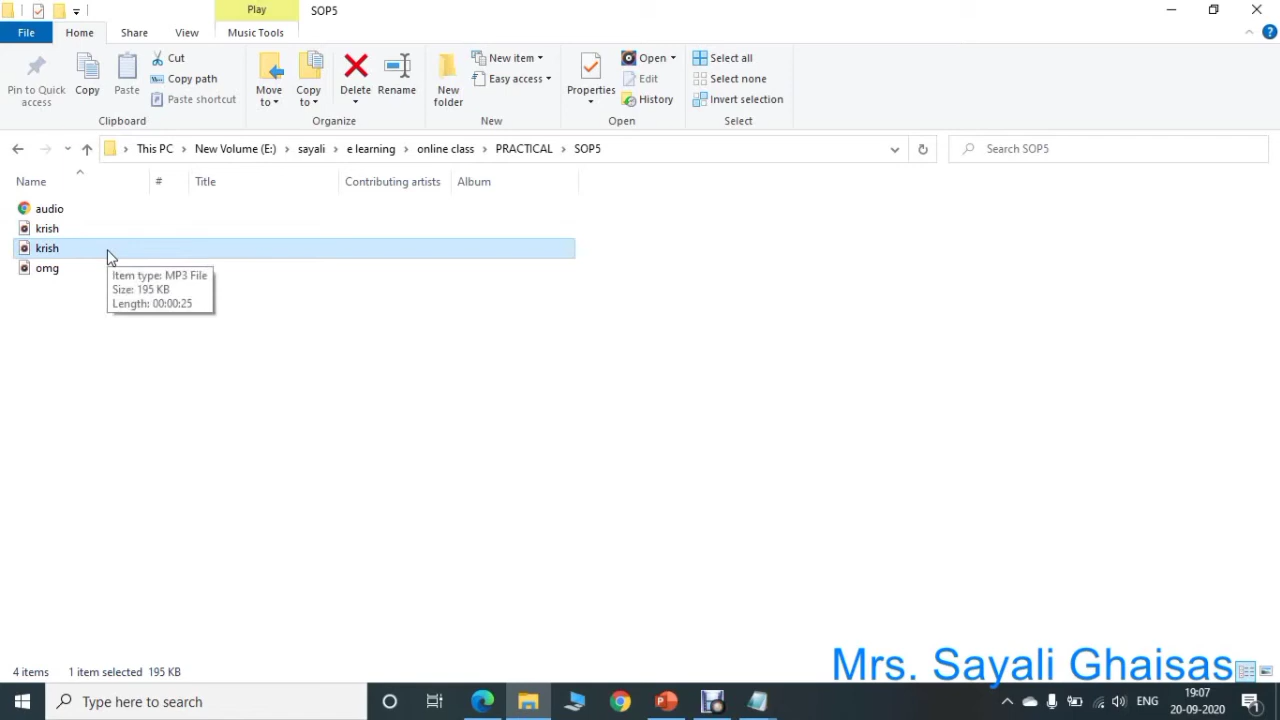 Play
SOP5
File
Home
Share
View
Music Tools
Pin to Quick
access
Copy
Paste
Cut
Copy path
Paste shortcut
Move
to
Copy
to
Delete
Rename
New
folder
New item
Easy access
Properties
Open
Edit
History
Select all
Select none
Invert selection
Clipboard
Organize
New
Open
Select
This PC > New Volume (E:) > sayali > e learning > online class > PRACTICAL > SOP5
Search SOP5
Name # Title Contributing artists Album
audio
krish
krish
omg
Item type: MP3 File
Size: 195 KB
Length: 00:00:25
4 items 1 item selected 195 KB
Mrs. Sayali Ghaisas
Type here to search
ENG
19:07
20-09-2020
1